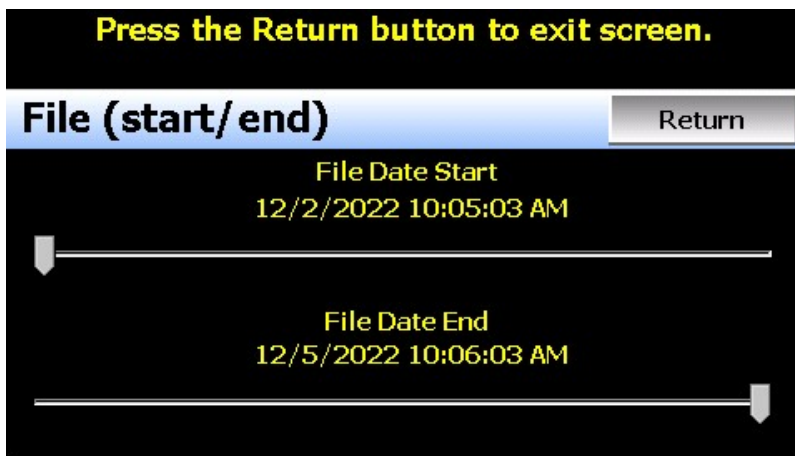 Press the Return button to exit screen.
File (start/end)
Return
File Date Start
12/2/2022 10:05:03 AM
File Date End
12/5/2022 10:06:03 AM